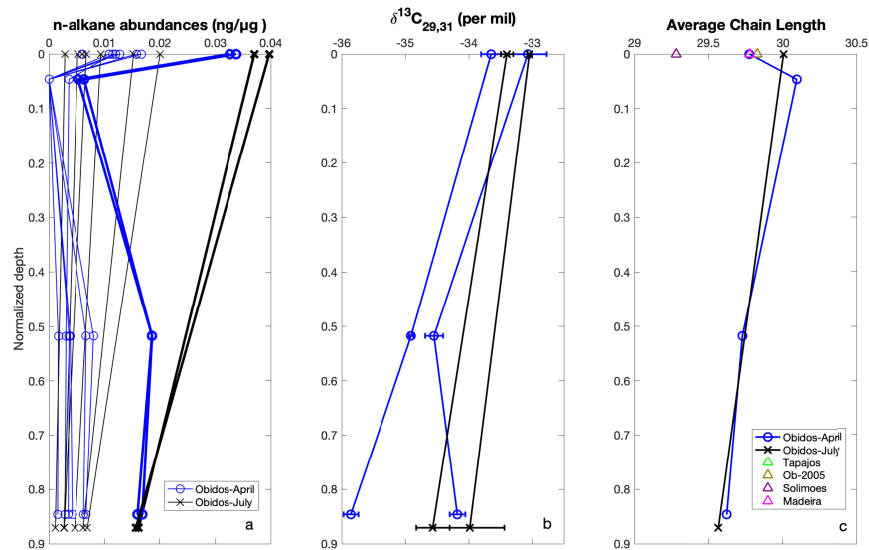 n-alkane abundances (ng/µg )
0 0.01 0.02 0.03 0.04
0
0.1
0.2
0.3
0.4
0.5
0.6
0.7
0.8
0.9
Normalized depth
Obidos-April
Obidos-July
a
δ¹³C₂₉,₃₁ (per mil)
-36 -35 -34 -33
0
0.1
0.2
0.3
0.4
0.5
0.6
0.7
0.8
0.9
b
Average Chain Length
29 29.5 30 30.5
0
0.1
0.2
0.3
0.4
0.5
0.6
0.7
0.8
0.9
Obidos-April
Obidos-July
Tapajos
Ob-2005
Solimoes
Madeira
c